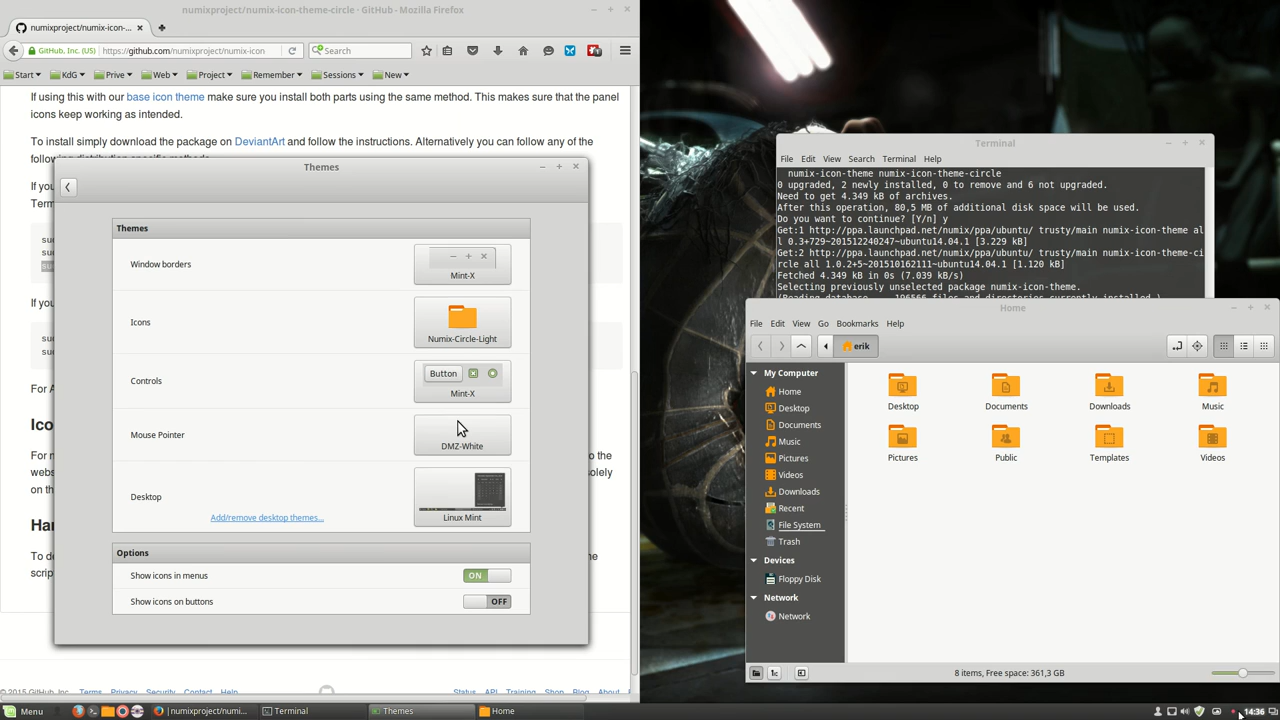 numixproject/numix-icon-theme-circle · GitHub - Mozilla Firefox
numixproject/numix-icon-...
GitHub, Inc. (US)
https://github.com/numixproject/numix-icon
Search
Start
KdG
Prive
Web
Project
Remember
Sessions
New
If using this with our base icon theme make sure you install both parts using the same method. This makes sure that the panel
icons keep working as intended.
To install simply download the package on DeviantArt and follow the instructions. Alternatively you can follow any of the
Themes
Themes
Window borders
Mint-X
Icons
Numix-Circle-Light
Controls
Button
Mint-X
Mouse Pointer
DMZ-White
Desktop
Linux Mint
Add/remove desktop themes...
Options
Show icons in menus
ON
Show icons on buttons
OFF
© 2015 GitHub, Inc.
Terms
Privacy
Security
Contact
Help
Status
API
Training
Shop
Blog
About
Terminal
File Edit View Search Terminal Help
numix-icon-theme numix-icon-theme-circle
0 upgraded, 2 newly installed, 0 to remove and 6 not upgraded.
Need to get 4.349 kB of archives.
After this operation, 80,5 MB of additional disk space will be used.
Do you want to continue? [Y/n] y
Get:1 http://ppa.launchpad.net/numix/ppa/ubuntu/ trusty/main numix-icon-theme al
l 0.3+729~201512240247~ubuntu14.04.1 [3.229 kB]
Get:2 http://ppa.launchpad.net/numix/ppa/ubuntu/ trusty/main numix-icon-theme-ci
rcle all 1.0.2+5~201510162111~ubuntu14.04.1 [1.120 kB]
Fetched 4.349 kB in 0s (7.039 kB/s)
Selecting previously unselected package numix-icon-theme.
Home
File Edit View Go Bookmarks Help
erik
My Computer
Home
Desktop
Documents
Music
Pictures
Videos
Downloads
Recent
File System
Trash
Devices
Floppy Disk
Network
Network
Desktop
Documents
Downloads
Music
Pictures
Public
Templates
Videos
8 items, Free space: 361,3 GB
Menu
[numixproject/numi...
Terminal
Themes
Home
14:36